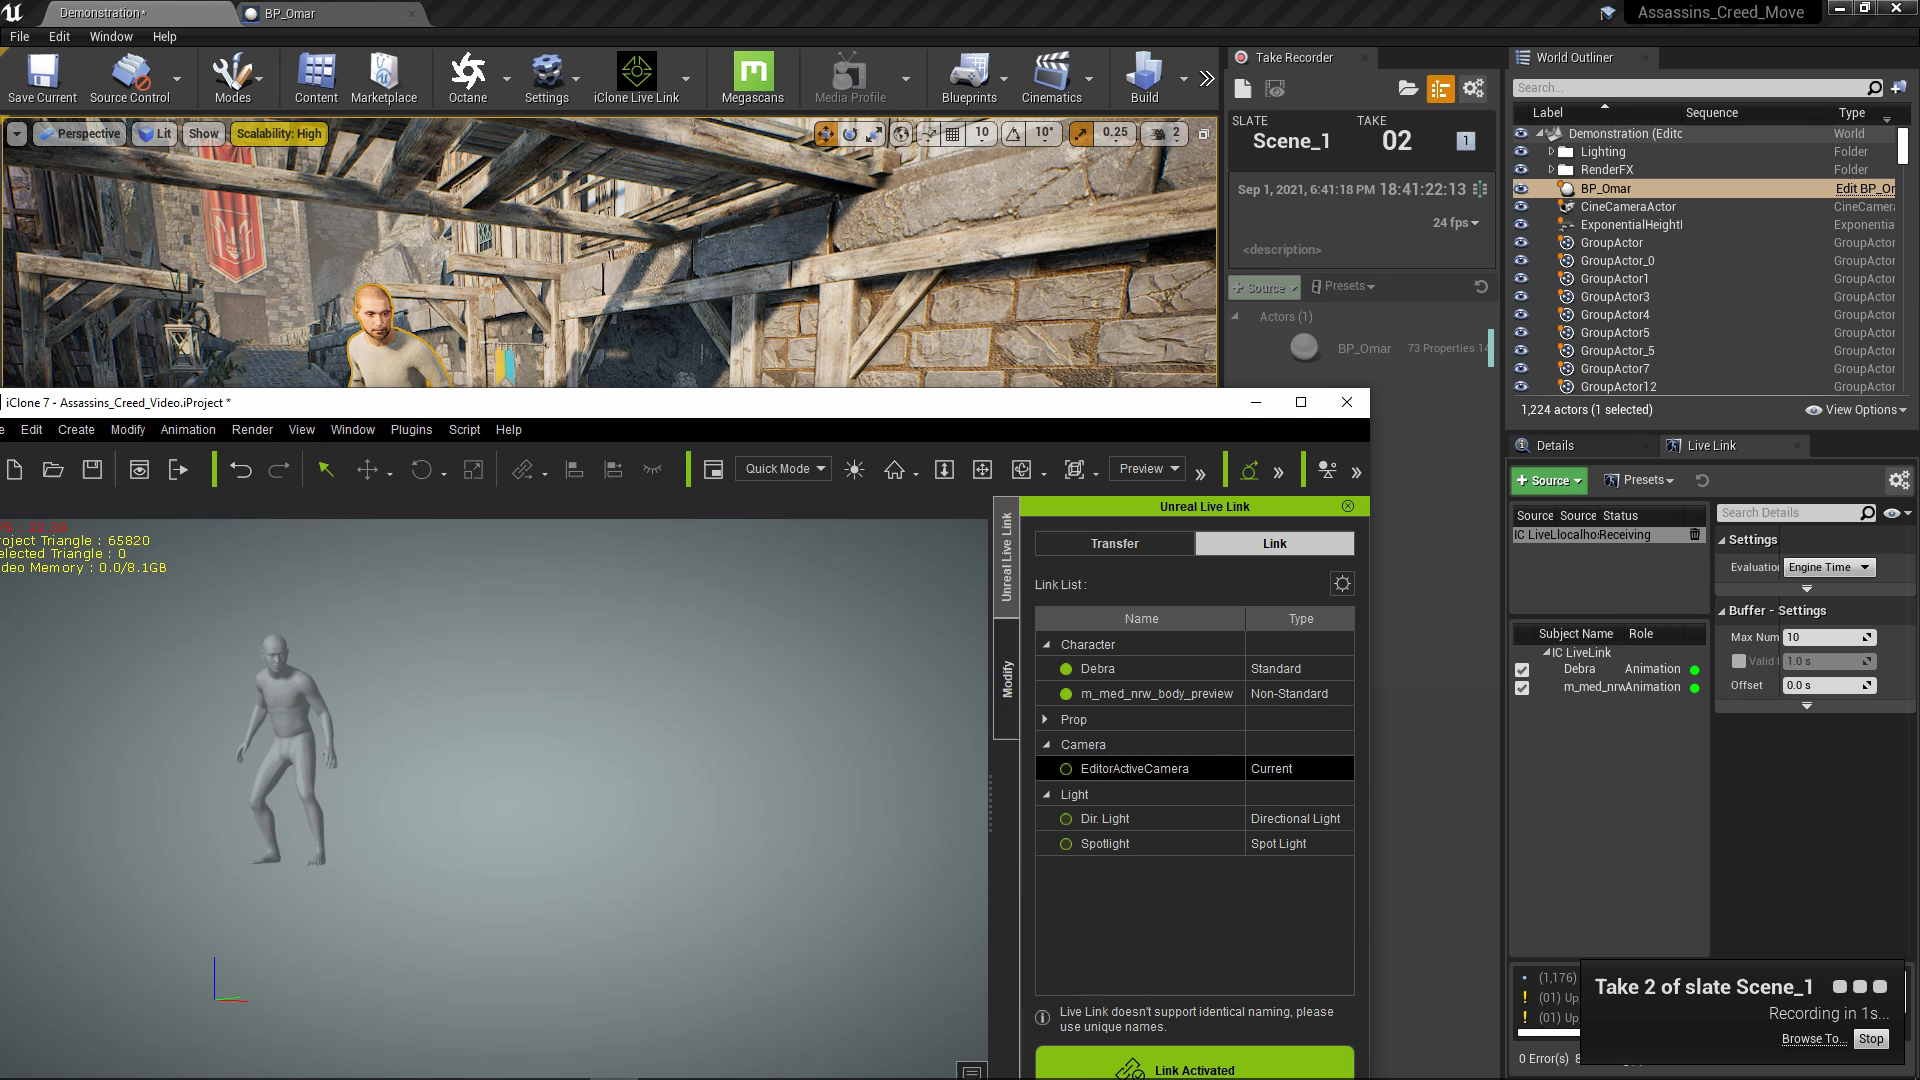 Demonstration*
BP_Omar
Assassins_Creed_Move
File Edit Window Help
Save Current
Source Control
Modes
Content
Marketplace
Octane
Settings
iClone Live Link
Megascans
Media Profile
Blueprints
Cinematics
Build
Perspective
Lit
Show
Scalability: High
10
10°
0.25
2
Take Recorder
SLATE
Scene_1
TAKE
02
1
Sep 1, 2021, 6:41:18 PM 18:41:22:13
24 fps
<description>
+ Source
Presets
Actors (1)
BP_Omar 73 Properties
World Outliner
Search...
Label Sequence Type
Demonstration (Edito World
Lighting Folder
RenderFX Folder
BP_Omar Edit BP_Or
CineCameraActor CineCamera
ExponentialHeightl Exponentia
GroupActor GroupActor
GroupActor_0 GroupActor
GroupActor1 GroupActor
GroupActor3 GroupActor
GroupActor4 GroupActor
GroupActor5 GroupActor
GroupActor_5 GroupActor
GroupActor7 GroupActor
GroupActor12 GroupActor
1,224 actors (1 selected)
View Options
Details
Live Link
+ Source
Presets
Source Source Status
IC LiveL localho Receiving
Search Details
Settings
Evaluation Engine Time
Buffer - Settings
Max Num 10
Valid 1.0 s
Offset 0.0 s
Subject Name Role
IC LiveLink
Debra Animation
m_med_nrw Animation
(1,176)
(01) Up
(01) Up
0 Error(s)
Take 2 of slate Scene_1
Recording in 1s...
Browse To...
Stop
iClone 7 - Assassins_Creed_Video.iProject *
e Edit Create Modify Animation Render View Window Plugins Script Help
Quick Mode
Preview
oject Triangle : 65820
elected Triangle : 0
deo Memory : 0.0/8.1GB
Unreal Live Link
Modify
Unreal Live Link
Transfer
Link
Link List :
Name Type
Character
Debra Standard
m_med_nrw_body_preview Non-Standard
Prop
Camera
EditorActiveCamera Current
Light
Dir. Light Directional Light
Spotlight Spot Light
Live Link doesn't support identical naming, please
use unique names.
Link Activated